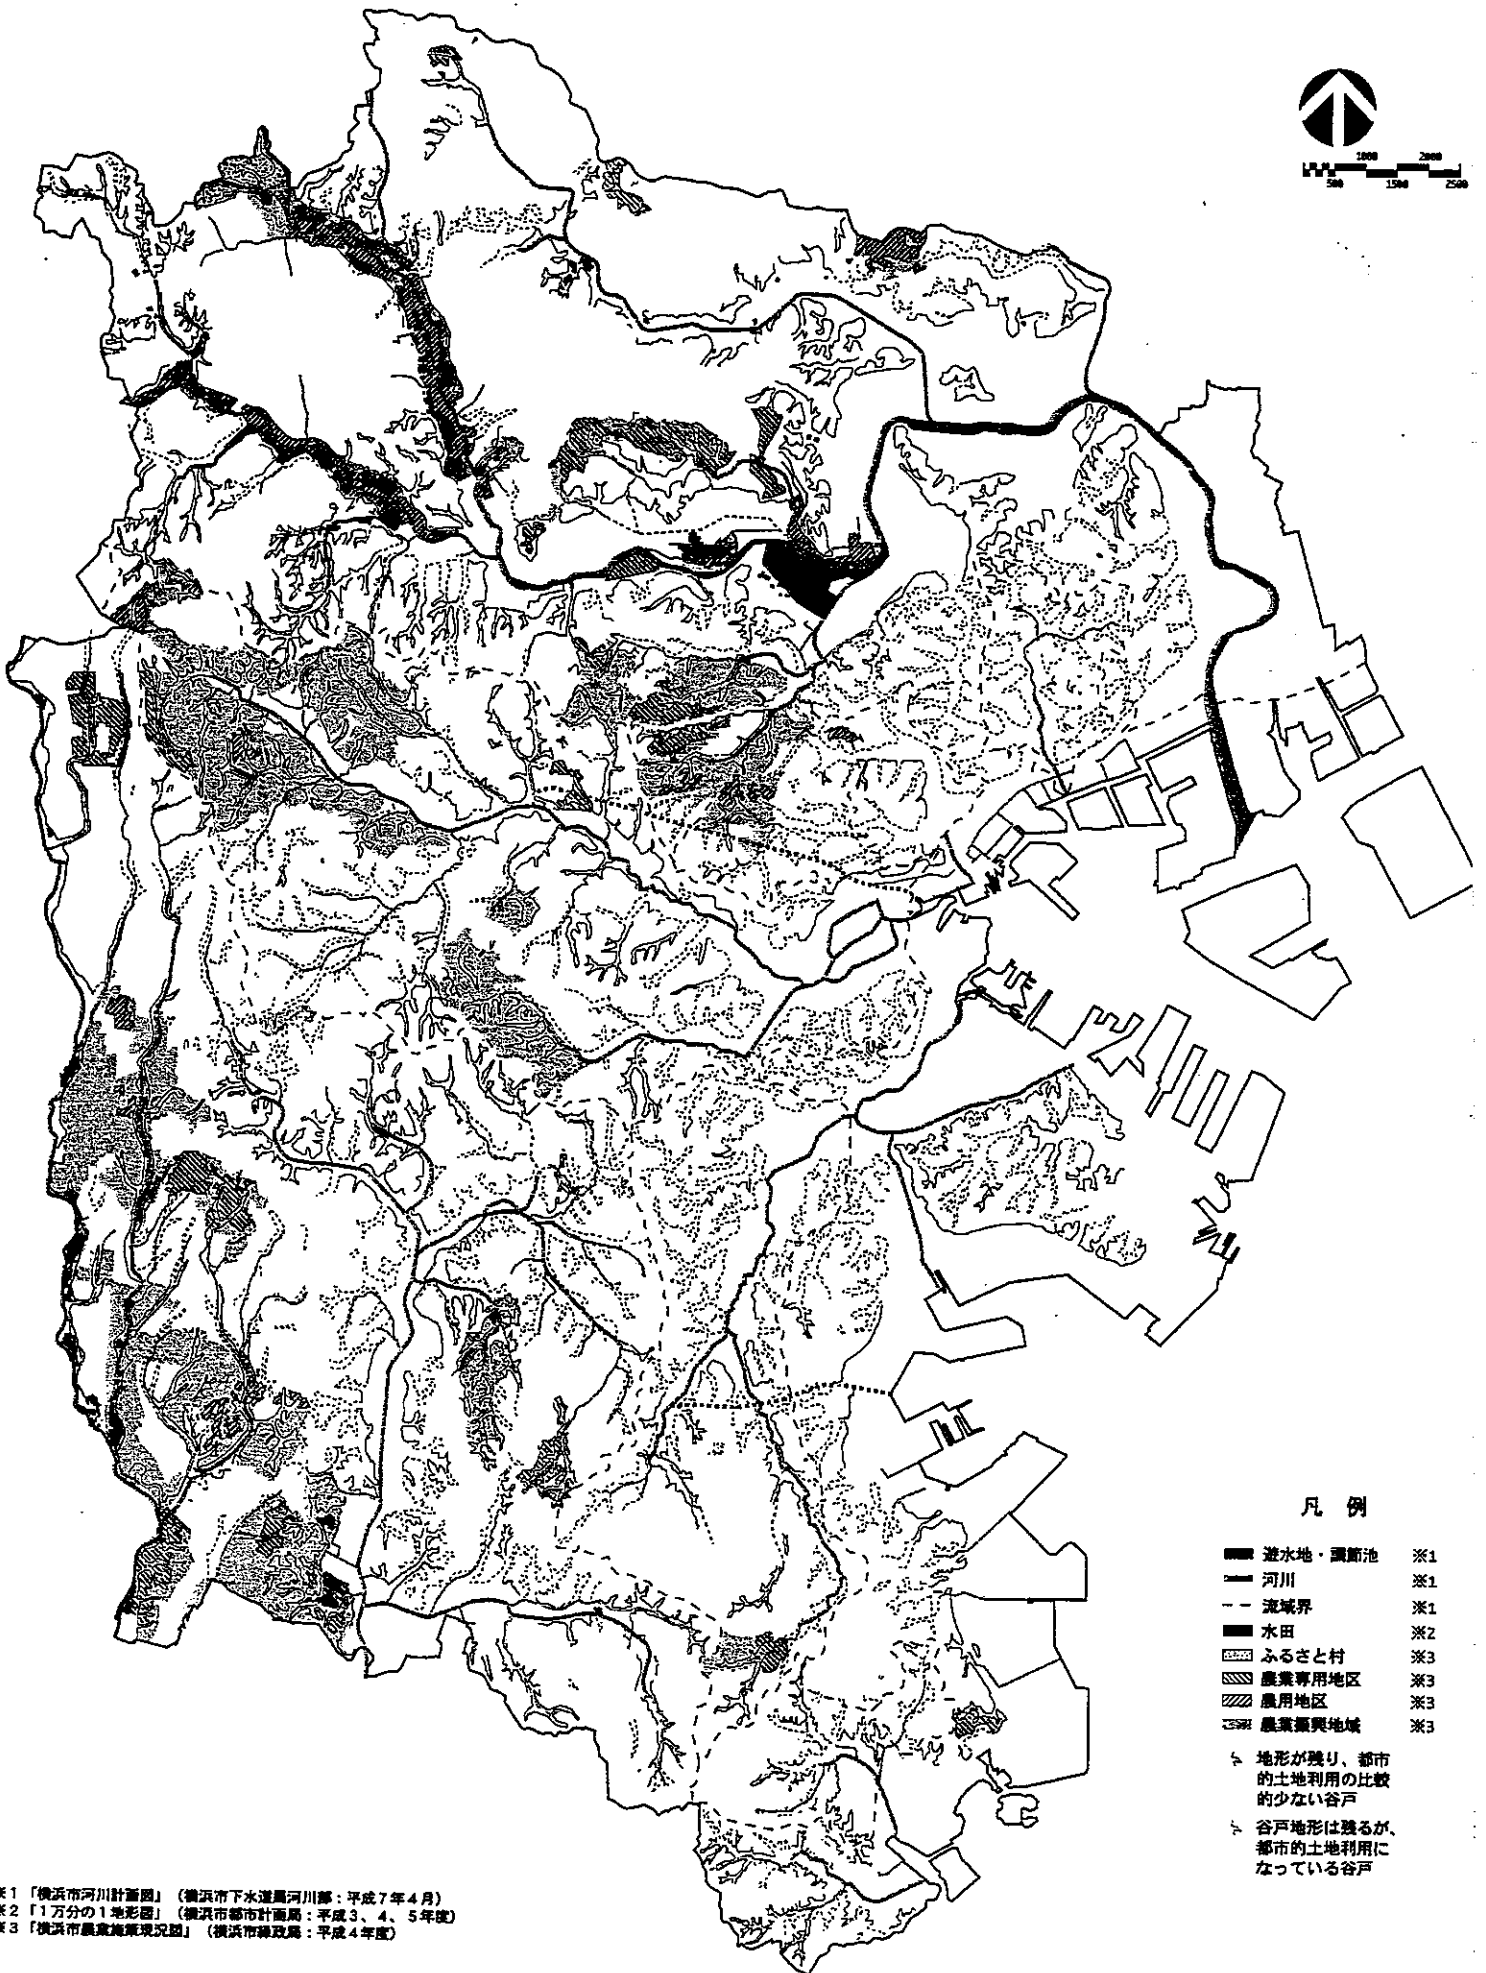 1000 2000
500 1500 2500
凡 例
遊水地・調節池 ※1
河川 ※1
流域界 ※1
水田 ※2
ふるさと村 ※3
農業専用地区 ※3
農用地区 ※3
農業振興地域 ※3
地形が残り、都市
的土地利用の比較
的少ない谷戸
谷戸地形は残るが、
都市的土地利用に
なっている谷戸
※1「横浜市河川計画図」（横浜市下水道局河川部：平成7年4月）
※2「1万分の1地形図」（横浜市都市計画局：平成3、4、5年度）
※3「横浜市農業施策現況図」（横浜市緑政局：平成4年度）